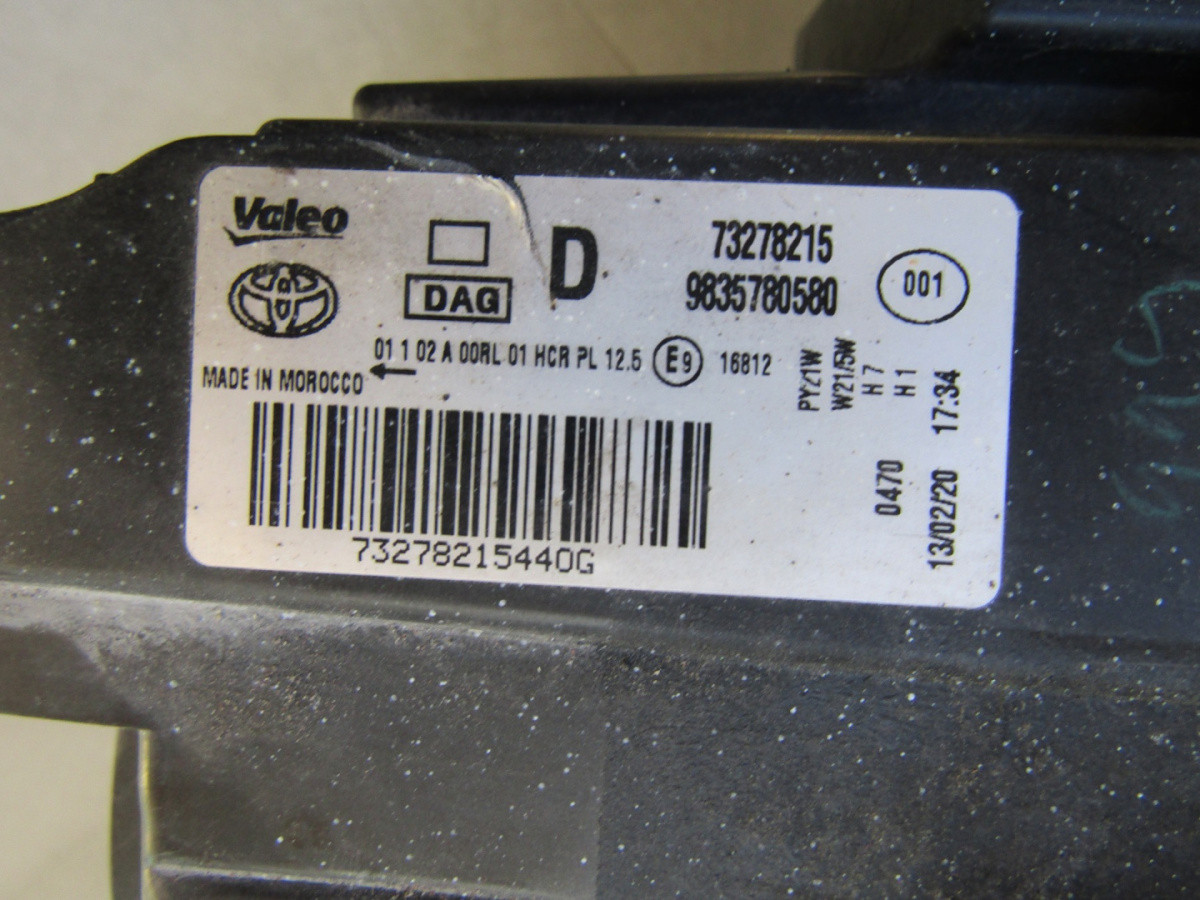 Valeo
D
73278215
9835780580
001
DAG
01 1 02 A 00RL 01 HCR PL 12.5 E9 16812
MADE IN MOROCCO
PY21W
W21/5W
H7
H1
0470
13/02/20 17:34
73278215440G